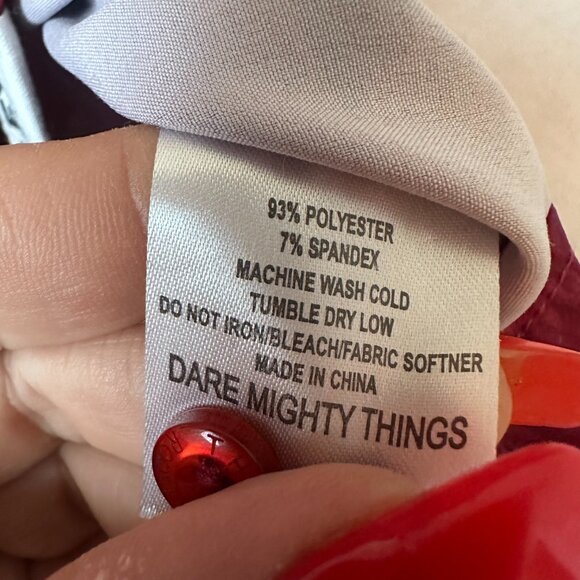 93% POLYESTER
7% SPANDEX
MACHINE WASH COLD
TUMBLE DRY LOW
DO NOT IRON/BLEACH/FABRIC SOFTNER
MADE IN CHINA
DARE MIGHTY THINGS